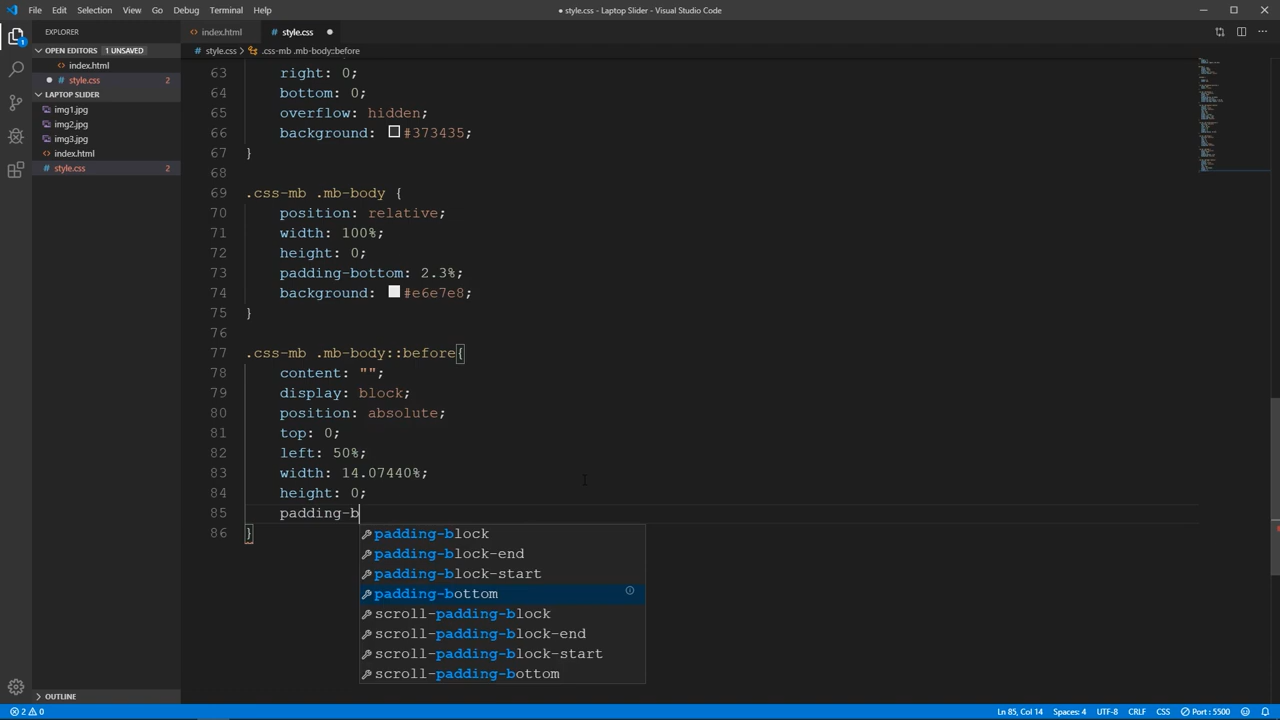 File Edit Selection View Go Debug Terminal Help
● style.css - Laptop Slider - Visual Studio Code
EXPLORER
index.html
style.css
OPEN EDITORS 1 UNSAVED
style.css > .css-mb .mb-body::before
index.html
style.css 2
LAPTOP SLIDER
img1.jpg
img2.jpg
img3.jpg
index.html
style.css 2
63 right: 0;
64 bottom: 0;
65 overflow: hidden;
66 background: #373435;
67 }
68
69 .css-mb .mb-body {
70 position: relative;
71 width: 100%;
72 height: 0;
73 padding-bottom: 2.3%;
74 background: #e6e7e8;
75 }
76
77 .css-mb .mb-body::before{
78 content: "";
79 display: block;
80 position: absolute;
81 top: 0;
82 left: 50%;
83 width: 14.07440%;
84 height: 0;
85 padding-b
86 }
padding-block
padding-block-end
padding-block-start
padding-bottom
scroll-padding-block
scroll-padding-block-end
scroll-padding-block-start
scroll-padding-bottom
OUTLINE
2 0
Ln 85, Col 14 Spaces: 4 UTF-8 CRLF CSS Port : 5500